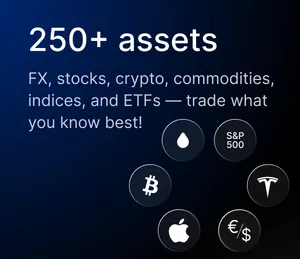 250+ assets
FX, stocks, crypto, commodities,
indices, and ETFs — trade what
you know best!
S&P
500
€/$